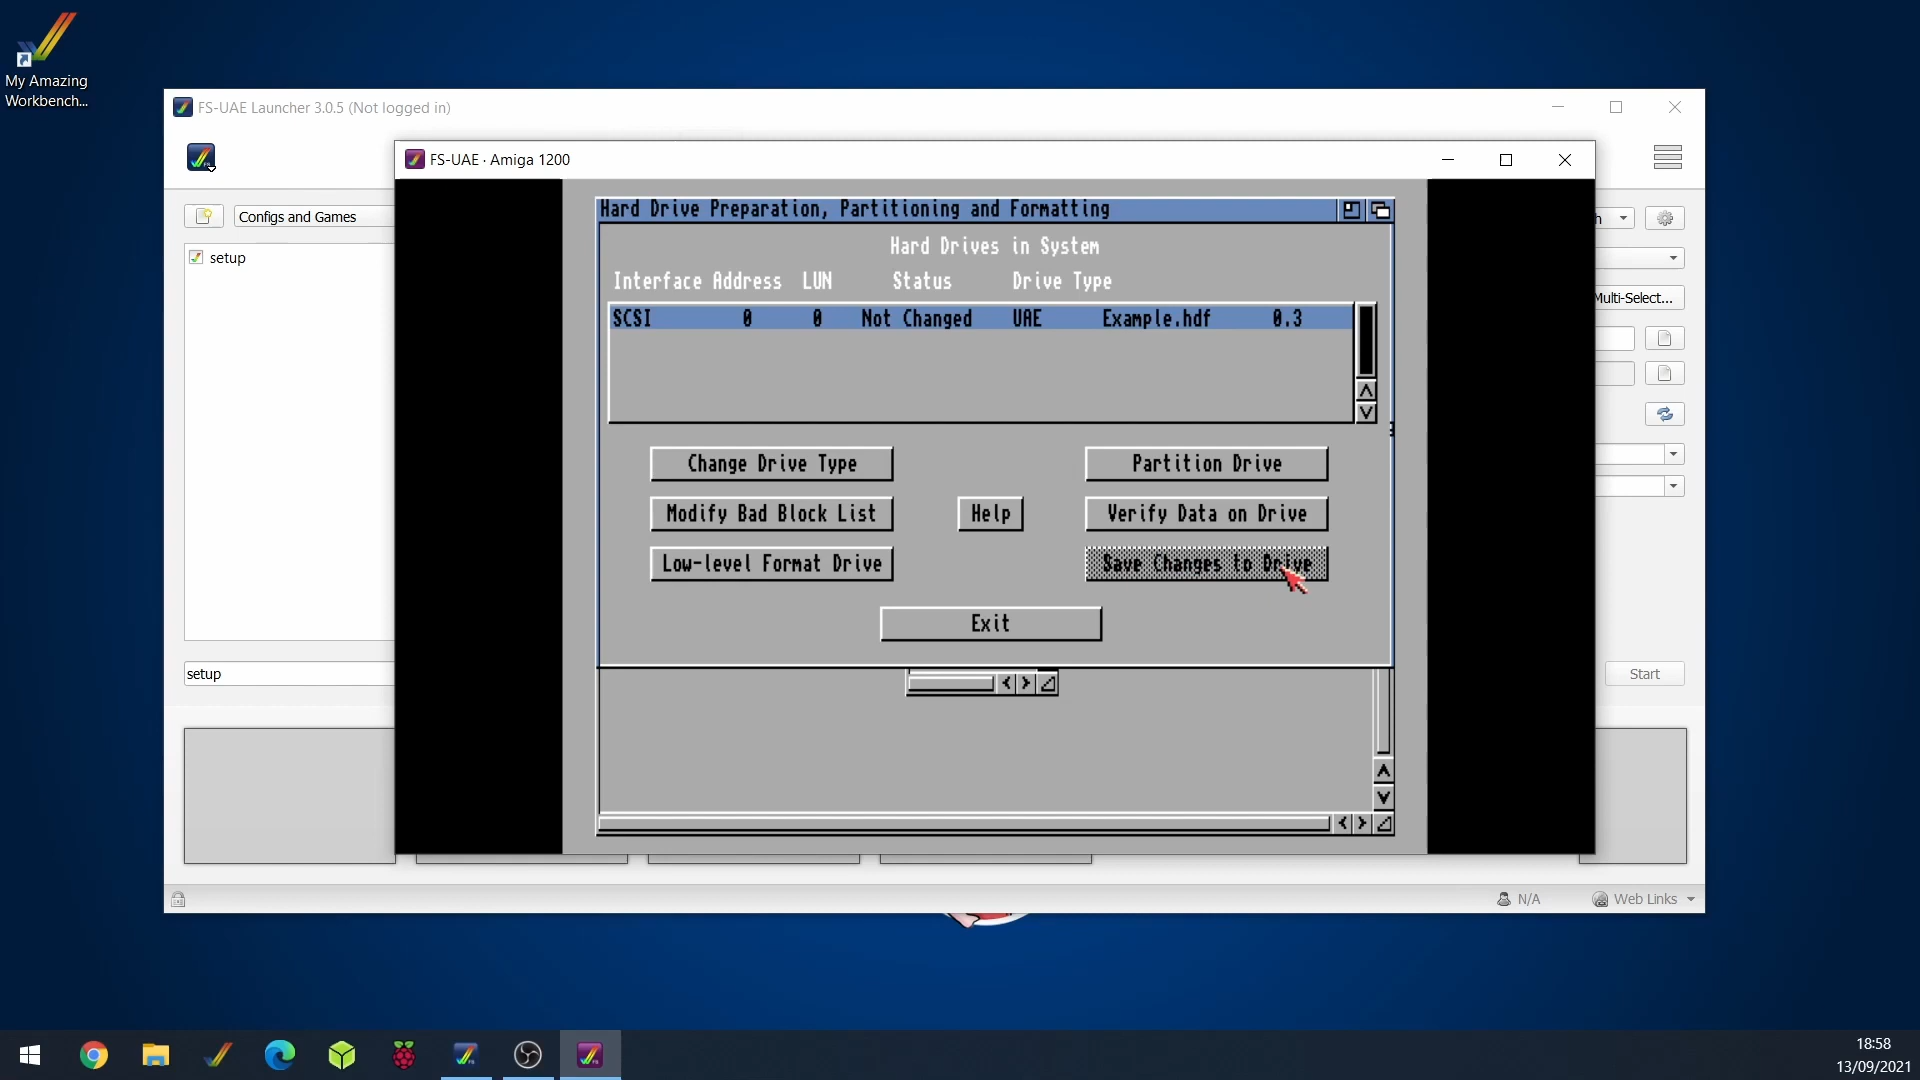 My Amazing
Workbench...
FS-UAE Launcher 3.0.5 (Not logged in)
FS-UAE · Amiga 1200
Configs and Games
setup
Hard Drive Preparation, Partitioning and Formatting
Hard Drives in System
Interface Address LUN Status Drive Type
SCSI 0 0 Not Changed UAE Example.hdf 0.3
Multi-Select...
Change Drive Type
Partition Drive
Modify Bad Block List
Help
Verify Data on Drive
Low-level Format Drive
Save Changes to Drive
Exit
setup
Start
N/A
Web Links
18:58
13/09/2021